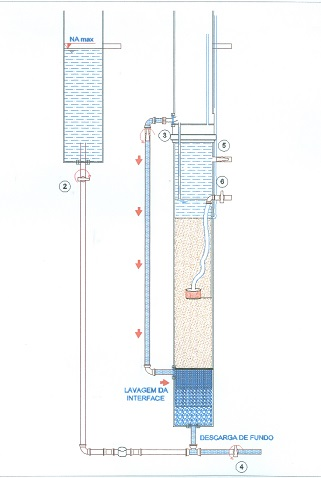 NA max
3
5
6
2
LAVAGEM DA
INTERFACE
DESCARGA DE FUNDO
4